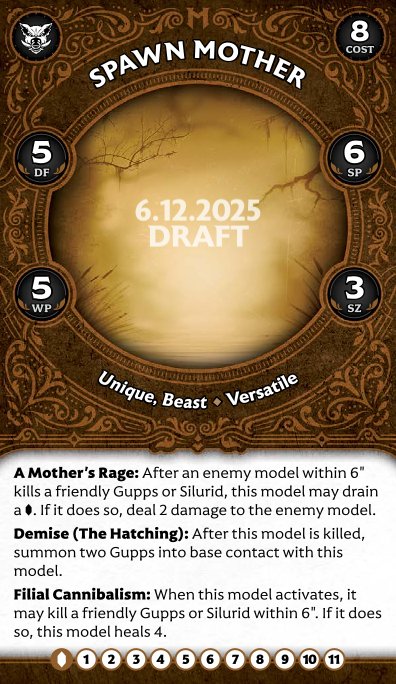 8
COST
SPAWN MOTHER
5
DF
6
SP
6.12.2025
DRAFT
5
WP
3
SZ
Unique, Beast ◆ Versatile
A Mother's Rage: After an enemy model within 6"
kills a friendly Gupps or Silurid, this model may drain
a ⬮. If it does so, deal 2 damage to the enemy model.
Demise (The Hatching): After this model is killed,
summon two Gupps into base contact with this
model.
Filial Cannibalism: When this model activates, it
may kill a friendly Gupps or Silurid within 6". If it does
so, this model heals 4.
1 2 3 4 5 6 7 8 9 10 11